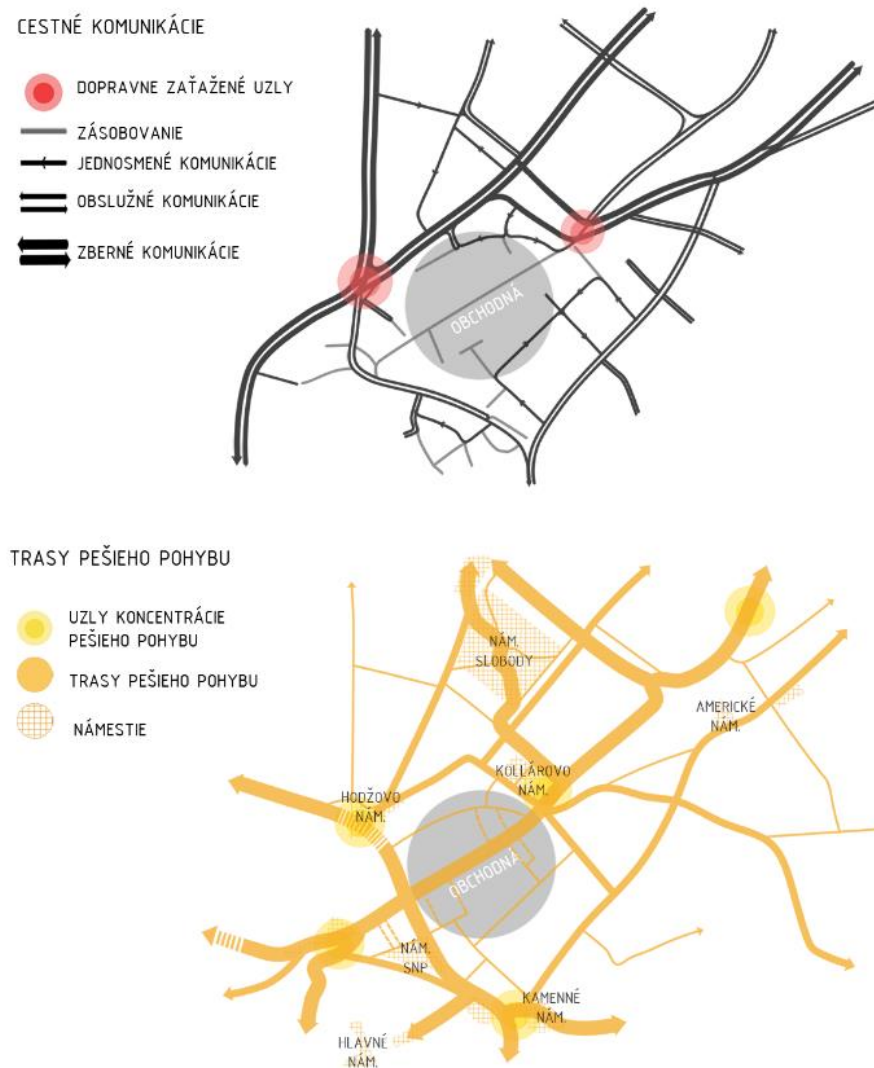 CESTNÉ KOMUNIKÁCIE
DOPRAVNE ZAŤAŽENÉ UZLY
ZÁSOBOVANIE
JEDNOSMENÉ KOMUNIKÁCIE
OBSLUŽNÉ KOMUNIKÁCIE
ZBERNÉ KOMUNIKÁCIE
OBCHODNÁ
TRASY PEŠIEHO POHYBU
UZLY KONCENTRÁCIE
PEŠIEHO POHYBU
TRASY PEŠIEHO POHYBU
NÁMESTIE
NÁM.
SLOBODY
AMERICKÉ
NÁM.
KOLLÁROVO
NÁM.
HODŽOVO
NÁM.
OBCHODNÁ
NÁM.
SNP
KAMENNÉ
NÁM.
HLAVNÉ
NÁM.